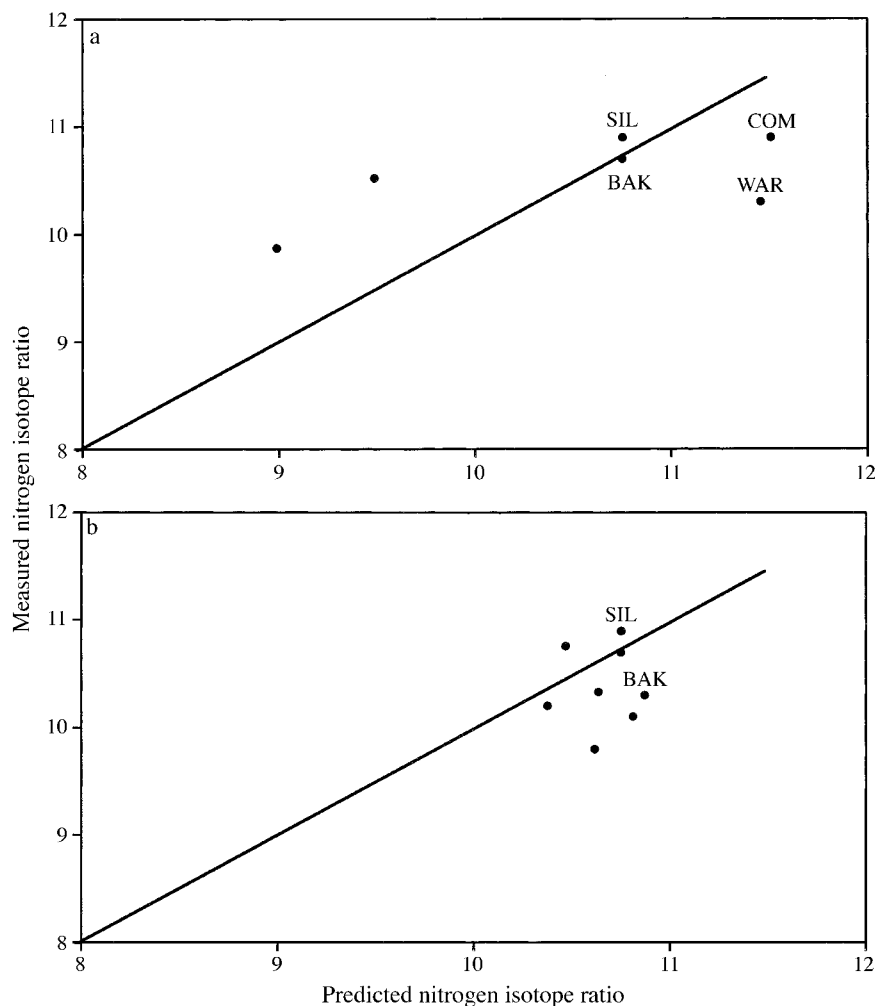 12
a
11
SIL
COM
BAK
WAR
10
9
8
8 9 10 11 12
Measured nitrogen isotope ratio
12
b
11
SIL
BAK
10
9
8
8 9 10 11 12
Predicted nitrogen isotope ratio